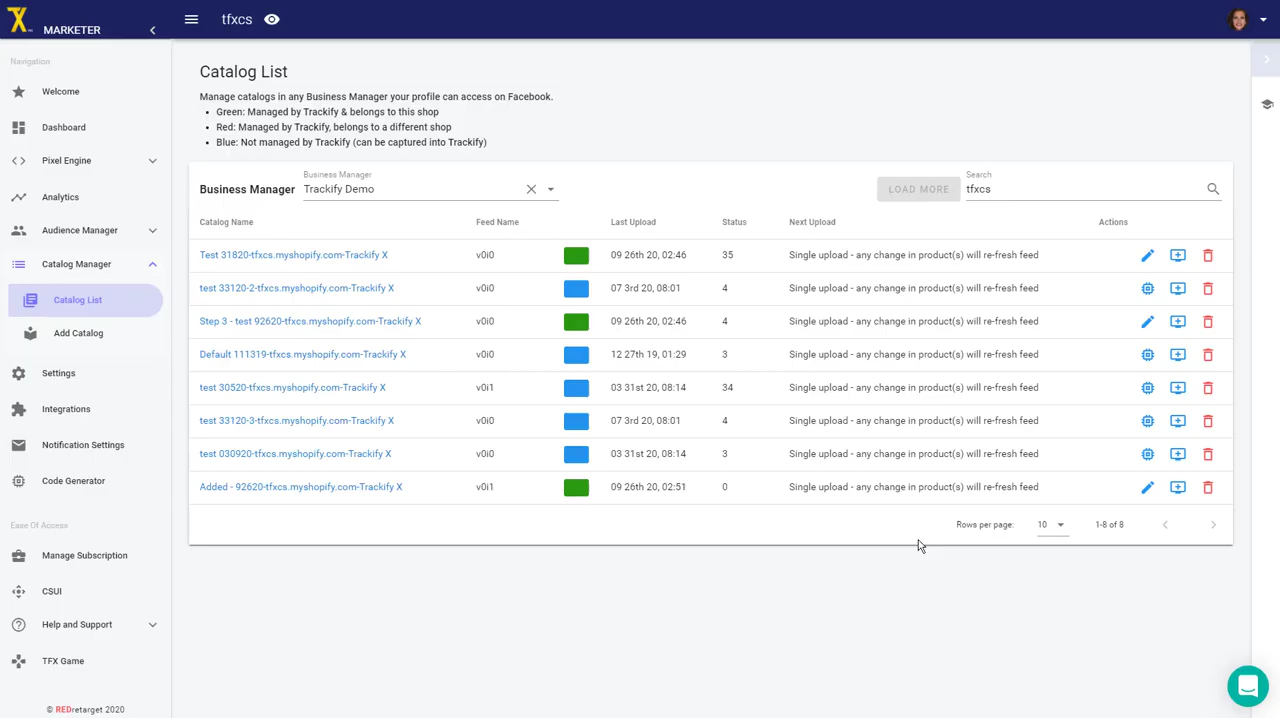 MARKETER
tfxcs
Navigation
Welcome
Dashboard
Pixel Engine
Analytics
Audience Manager
Catalog Manager
Catalog List
Add Catalog
Settings
Integrations
Notification Settings
Code Generator
Ease Of Access
Manage Subscription
CSUI
Help and Support
TFX Game
© REDretarget 2020
Catalog List
Manage catalogs in any Business Manager your profile can access on Facebook.
• Green: Managed by Trackify & belongs to this shop
• Red: Managed by Trackify, belongs to a different shop
• Blue: Not managed by Trackify (can be captured into Trackify)
Business Manager
Business Manager Trackify Demo
LOAD MORE
Search
tfxcs
Catalog Name Feed Name Last Upload Status Next Upload Actions
Test 31820-tfxcs.myshopify.com-Trackify X v0i0 09 26th 20, 02:46 35 Single upload - any change in product(s) will re-fresh feed
test 33120-2-tfxcs.myshopify.com-Trackify X v0i0 07 3rd 20, 08:01 4 Single upload - any change in product(s) will re-fresh feed
Step 3 - test 92620-tfxcs.myshopify.com-Trackify X v0i0 09 26th 20, 02:46 4 Single upload - any change in product(s) will re-fresh feed
Default 111319-tfxcs.myshopify.com-Trackify X v0i0 12 27th 19, 01:29 3 Single upload - any change in product(s) will re-fresh feed
test 30520-tfxcs.myshopify.com-Trackify X v0i1 03 31st 20, 08:14 34 Single upload - any change in product(s) will re-fresh feed
test 33120-3-tfxcs.myshopify.com-Trackify X v0i0 07 3rd 20, 08:01 4 Single upload - any change in product(s) will re-fresh feed
test 030920-tfxcs.myshopify.com-Trackify X v0i0 03 31st 20, 08:14 3 Single upload - any change in product(s) will re-fresh feed
Added - 92620-tfxcs.myshopify.com-Trackify X v0i1 09 26th 20, 02:51 0 Single upload - any change in product(s) will re-fresh feed
Rows per page: 10 1-8 of 8